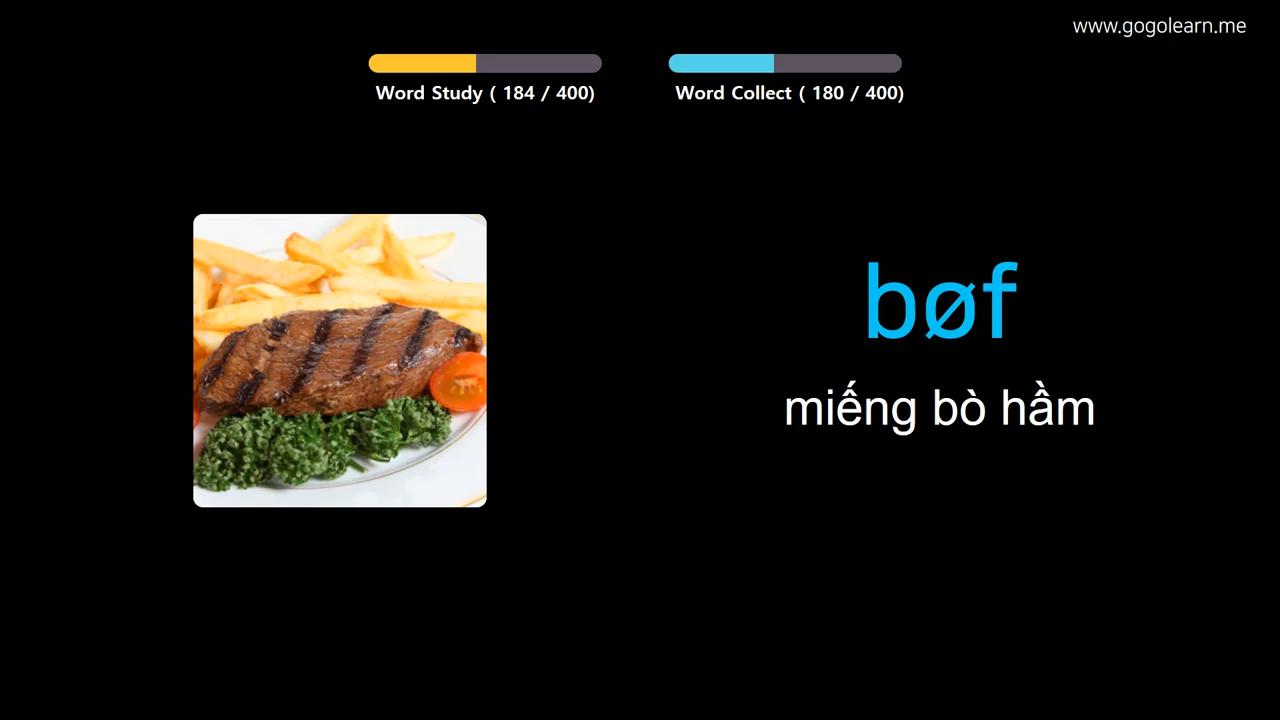 www.gogolearn.me
Word Study ( 184 / 400)
Word Collect ( 180 / 400)
bøf
miếng bò hầm